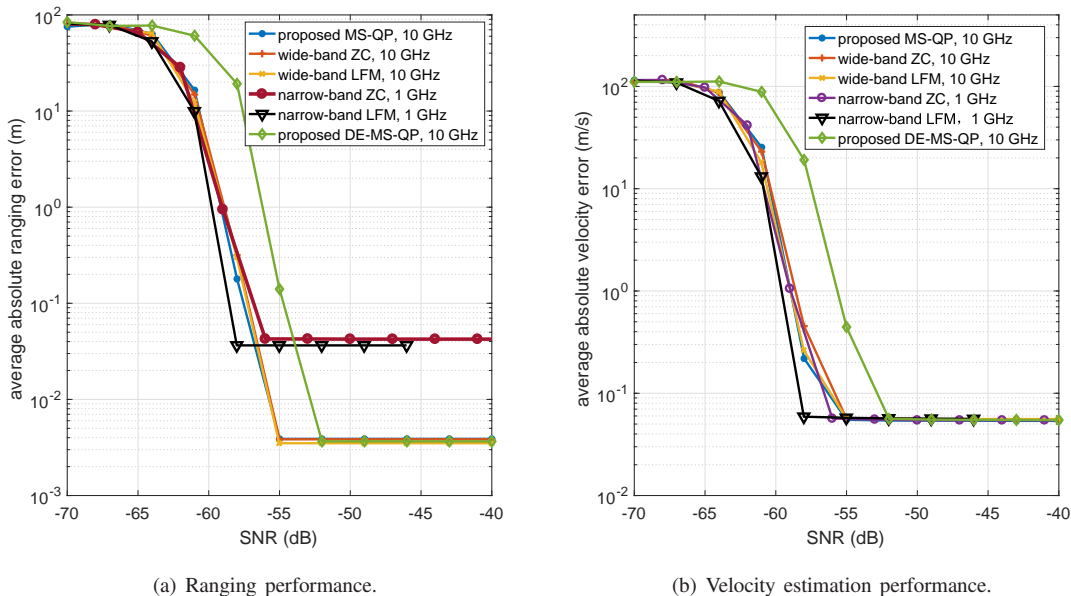 10^2
10^1
10^0
10^-1
10^-2
10^-3
average absolute ranging error (m)
proposed MS-QP, 10 GHz
wide-band ZC, 10 GHz
wide-band LFM, 10 GHz
narrow-band ZC, 1 GHz
narrow-band LFM, 1 GHz
proposed DE-MS-QP, 10 GHz
-70 -65 -60 -55 -50 -45 -40
SNR (dB)
(a) Ranging performance.
10^2
10^1
10^0
10^-1
10^-2
average absolute velocity error (m/s)
proposed MS-QP, 10 GHz
wide-band ZC, 10 GHz
wide-band LFM, 10 GHz
narrow-band ZC, 1 GHz
narrow-band LFM，1 GHz
proposed DE-MS-QP, 10 GHz
-70 -65 -60 -55 -50 -45 -40
SNR (dB)
(b) Velocity estimation performance.